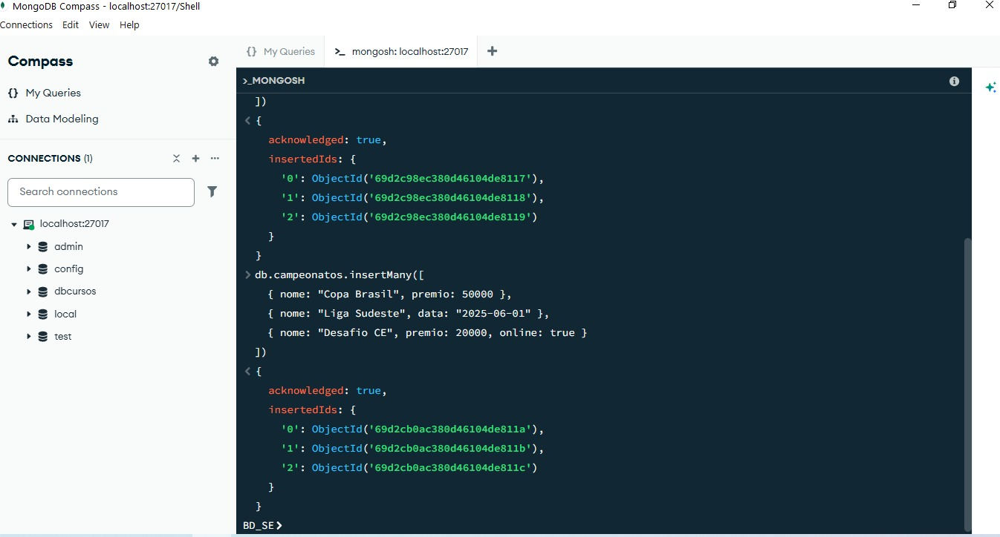 MongoDB Compass - localhost:27017/Shell
Connections Edit View Help
Compass
My Queries
Data Modeling
CONNECTIONS (1)
Search connections
localhost:27017
admin
config
dbcursos
local
test
{} My Queries
>_ mongosh: localhost:27017
>_MONGOSH
])
< {
acknowledged: true,
insertedIds: {
'0': ObjectId('69d2c98ec380d46104de8117'),
'1': ObjectId('69d2c98ec380d46104de8118'),
'2': ObjectId('69d2c98ec380d46104de8119')
}
}
> db.campeonatos.insertMany([
{ nome: "Copa Brasil", premio: 50000 },
{ nome: "Liga Sudeste", data: "2025-06-01" },
{ nome: "Desafio CE", premio: 20000, online: true }
])
< {
acknowledged: true,
insertedIds: {
'0': ObjectId('69d2cb0ac380d46104de811a'),
'1': ObjectId('69d2cb0ac380d46104de811b'),
'2': ObjectId('69d2cb0ac380d46104de811c')
}
}
BD_SE>